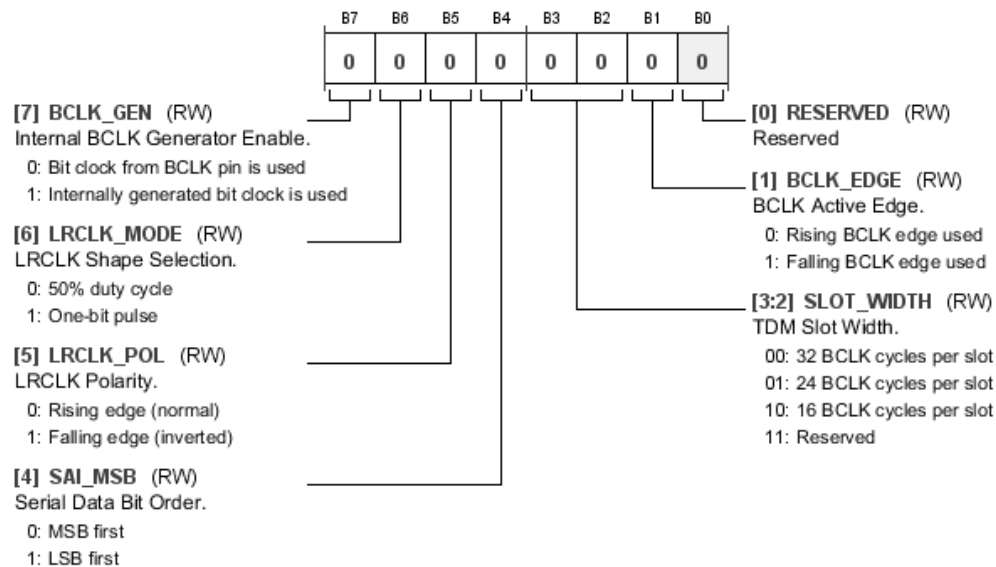 B7 B6 B5 B4 B3 B2 B1 B0
0 0 0 0 0 0 0 0
[7] BCLK_GEN (RW)
Internal BCLK Generator Enable.
0: Bit clock from BCLK pin is used
1: Internally generated bit clock is used
[6] LRCLK_MODE (RW)
LRCLK Shape Selection.
0: 50% duty cycle
1: One-bit pulse
[5] LRCLK_POL (RW)
LRCLK Polarity.
0: Rising edge (normal)
1: Falling edge (inverted)
[4] SAI_MSB (RW)
Serial Data Bit Order.
0: MSB first
1: LSB first
[0] RESERVED (RW)
Reserved
[1] BCLK_EDGE (RW)
BCLK Active Edge.
0: Rising BCLK edge used
1: Falling BCLK edge used
[3:2] SLOT_WIDTH (RW)
TDM Slot Width.
00: 32 BCLK cycles per slot
01: 24 BCLK cycles per slot
10: 16 BCLK cycles per slot
11: Reserved